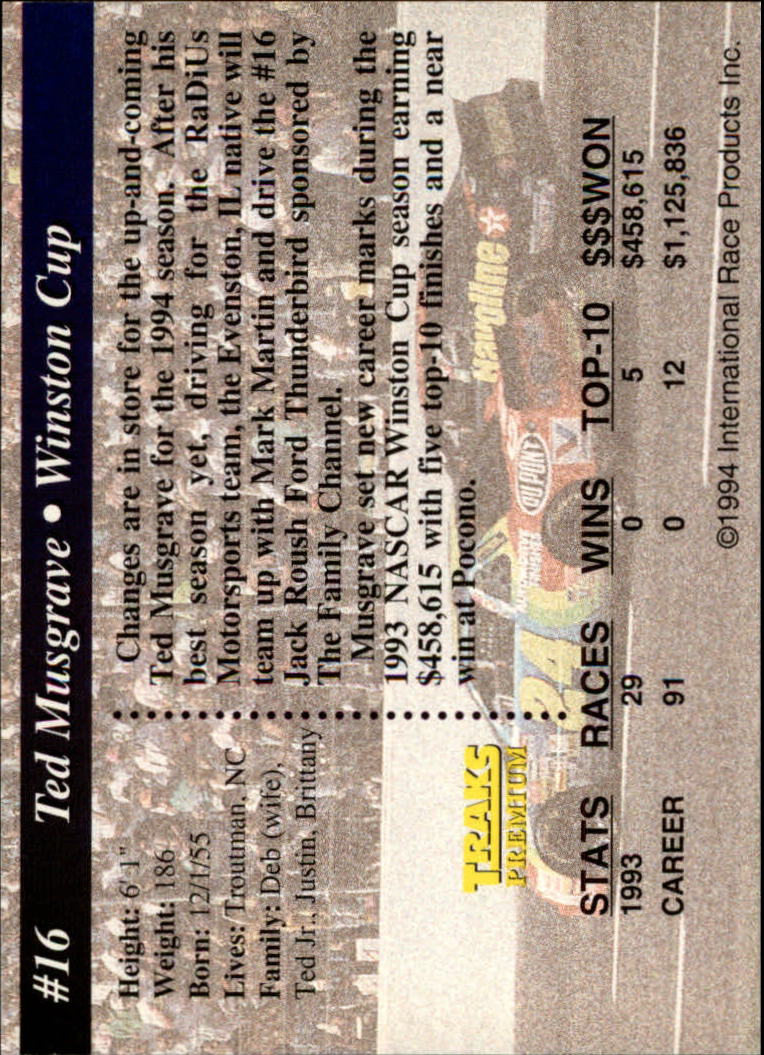 #16 Ted Musgrave • Winston Cup
Height: 6'1"
Weight: 186
Born: 12/1/55
Lives: Troutman, NC
Family: Deb (wife),
Ted Jr., Justin, Brittany
Changes are in store for the up-and-coming
Ted Musgrave for the 1994 season. After his
best season yet, driving for the RaDiUs
Motorsports team, the Evenston, IL native will
team up with Mark Martin and drive the #16
Jack Roush Ford Thunderbird sponsored by
The Family Channel.
Musgrave set new career marks during the
1993 NASCAR Winston Cup season earning
$458,615 with five top-10 finishes and a near
win at Pocono.
TRAKS
PREMIUM
Havoline
DU PONT
24
STATS RACES WINS TOP-10 $$$WON
1993 29 0 5 $458,615
CAREER 91 0 12 $1,125,836
©1994 International Race Products Inc.